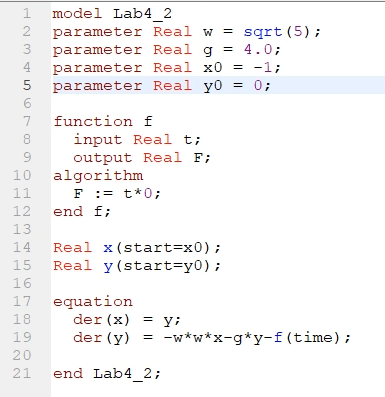 1 model Lab4_2
2 parameter Real w = sqrt(5);
3 parameter Real g = 4.0;
4 parameter Real x0 = -1;
5 parameter Real y0 = 0;
6
7 function f
8   input Real t;
9   output Real F;
10 algorithm
11   F := t*0;
12 end f;
13
14 Real x(start=x0);
15 Real y(start=y0);
16
17 equation
18   der(x) = y;
19   der(y) = -w*w*x-g*y-f(time);
20
21 end Lab4_2;